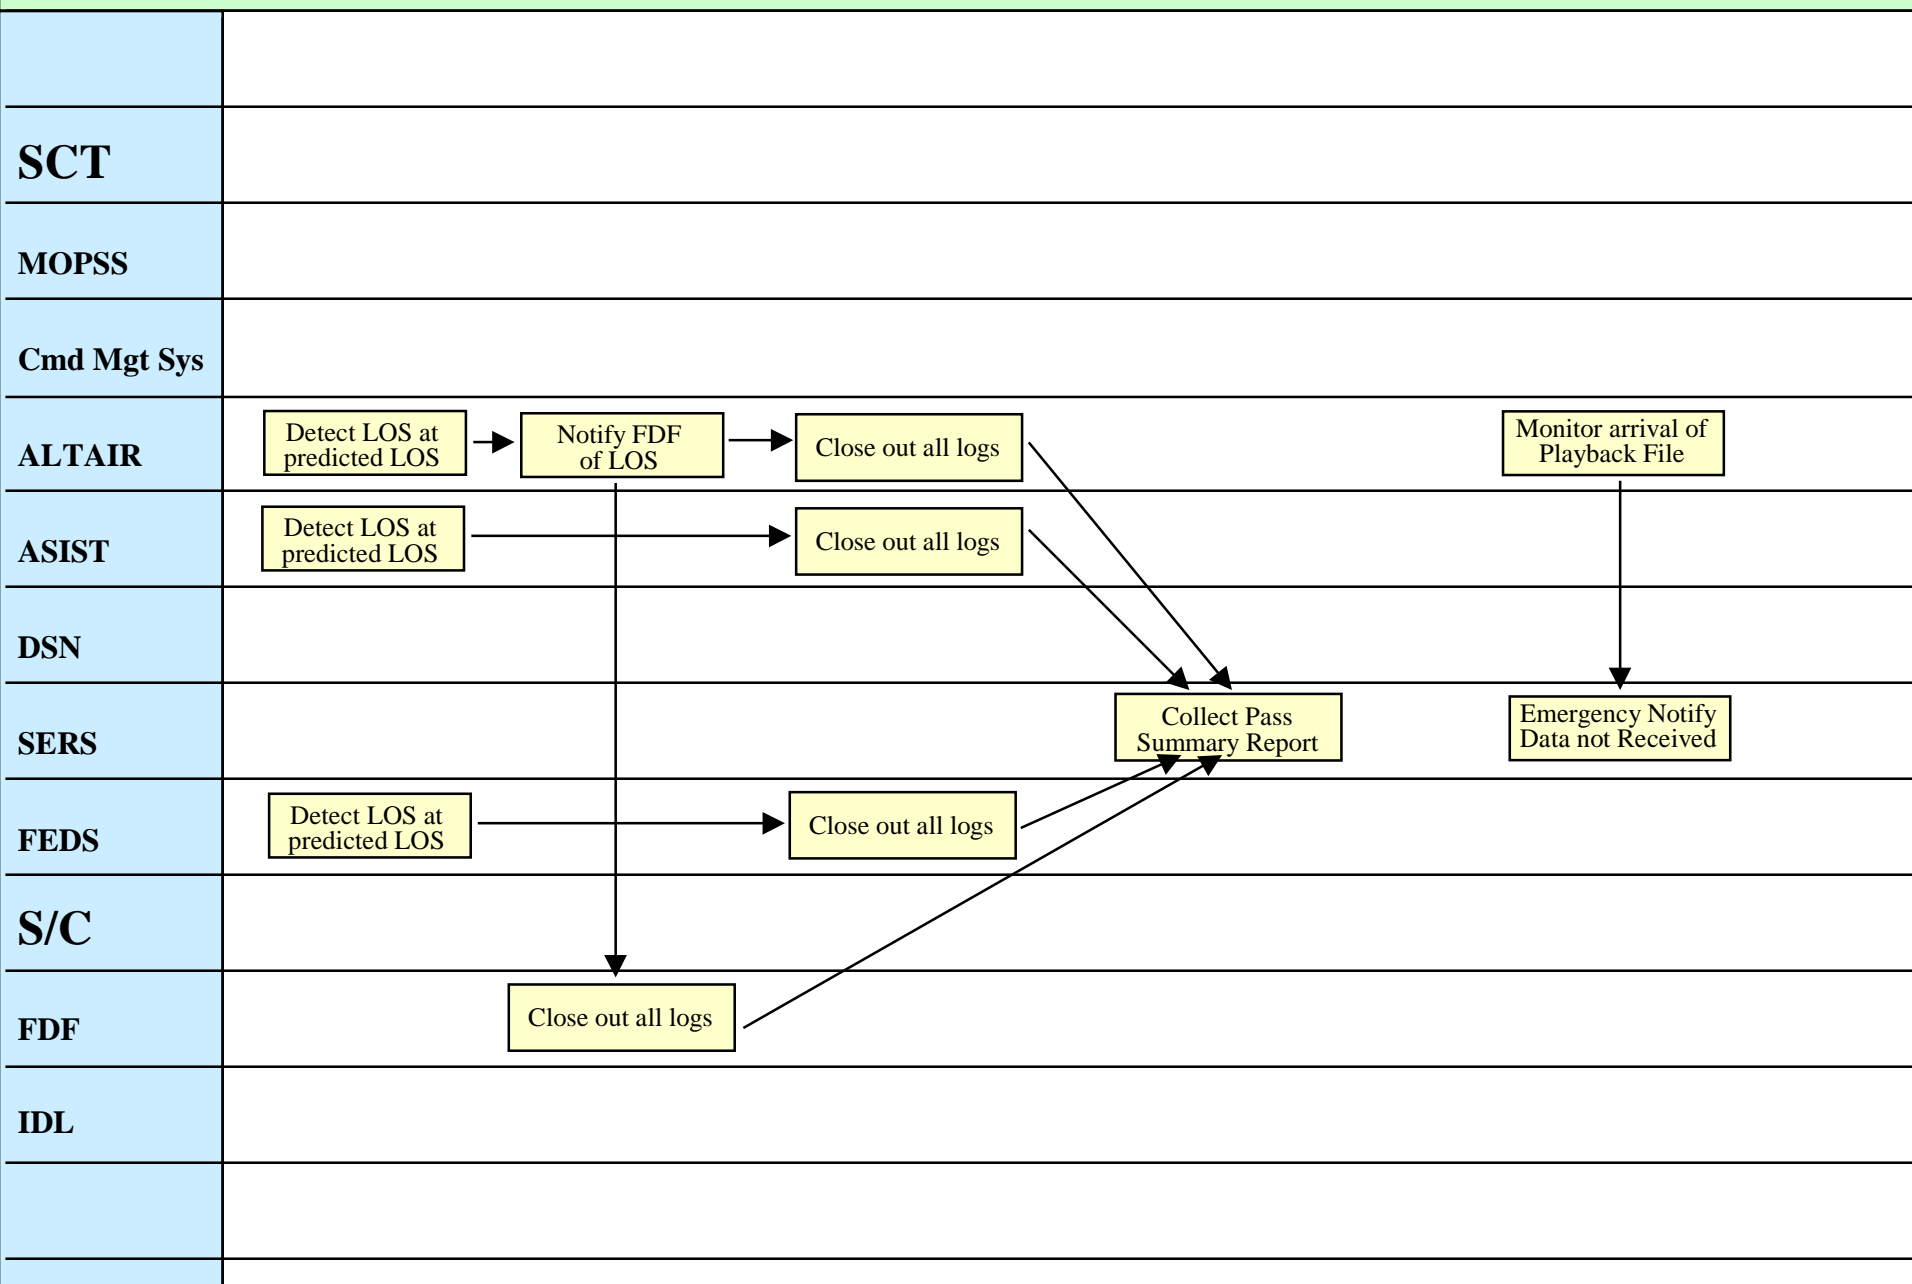 SCT
MOPSS
Cmd Mgt Sys
ALTAIR
Detect LOS at
predicted LOS
Notify FDF
of LOS
Close out all logs
Monitor arrival of
Playback File
ASIST
Detect LOS at
predicted LOS
Close out all logs
DSN
SERS
Collect Pass
Summary Report
Emergency Notify
Data not Received
FEDS
Detect LOS at
predicted LOS
Close out all logs
S/C
FDF
Close out all logs
IDL